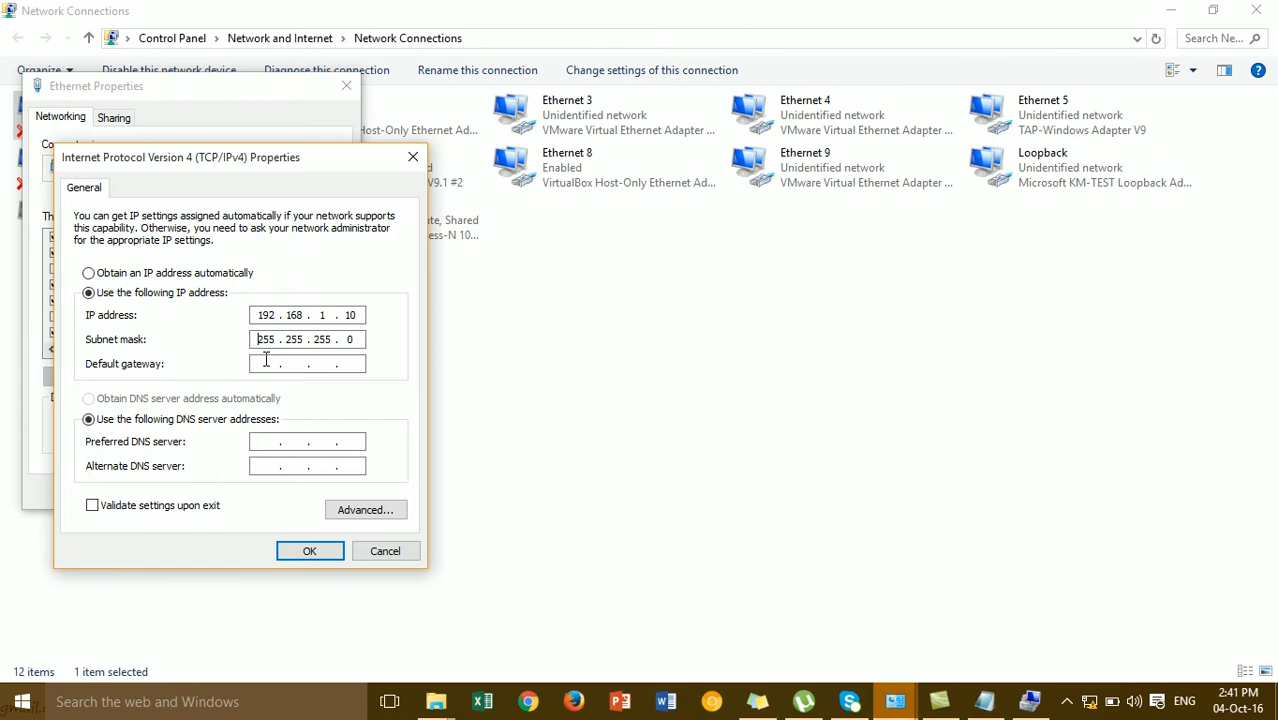 Network Connections
Control Panel > Network and Internet > Network Connections
Search Ne...
Organize
Disable this network device
Diagnose this connection
Rename this connection
Change settings of this connection
Ethernet Properties
Networking
Sharing
Host-Only Ethernet Ad...
V9.1 #2
ate, Shared
ess-N 10...
Ethernet 3
Unidentified network
VMware Virtual Ethernet Adapter ...
Ethernet 4
Unidentified network
VMware Virtual Ethernet Adapter ...
Ethernet 5
Unidentified network
TAP-Windows Adapter V9
Ethernet 8
Enabled
VirtualBox Host-Only Ethernet Ad...
Ethernet 9
Unidentified network
VMware Virtual Ethernet Adapter ...
Loopback
Unidentified network
Microsoft KM-TEST Loopback Ad...
Internet Protocol Version 4 (TCP/IPv4) Properties
General
You can get IP settings assigned automatically if your network supports
this capability. Otherwise, you need to ask your network administrator
for the appropriate IP settings.
Obtain an IP address automatically
Use the following IP address:
IP address: 192 . 168 . 1 . 10
Subnet mask: 255 . 255 . 255 . 0
Default gateway: . . .
Obtain DNS server address automatically
Use the following DNS server addresses:
Preferred DNS server: . . .
Alternate DNS server: . . .
Validate settings upon exit
Advanced...
OK
Cancel
12 items
1 item selected
Search the web and Windows
ENG
2:41 PM
04-Oct-16